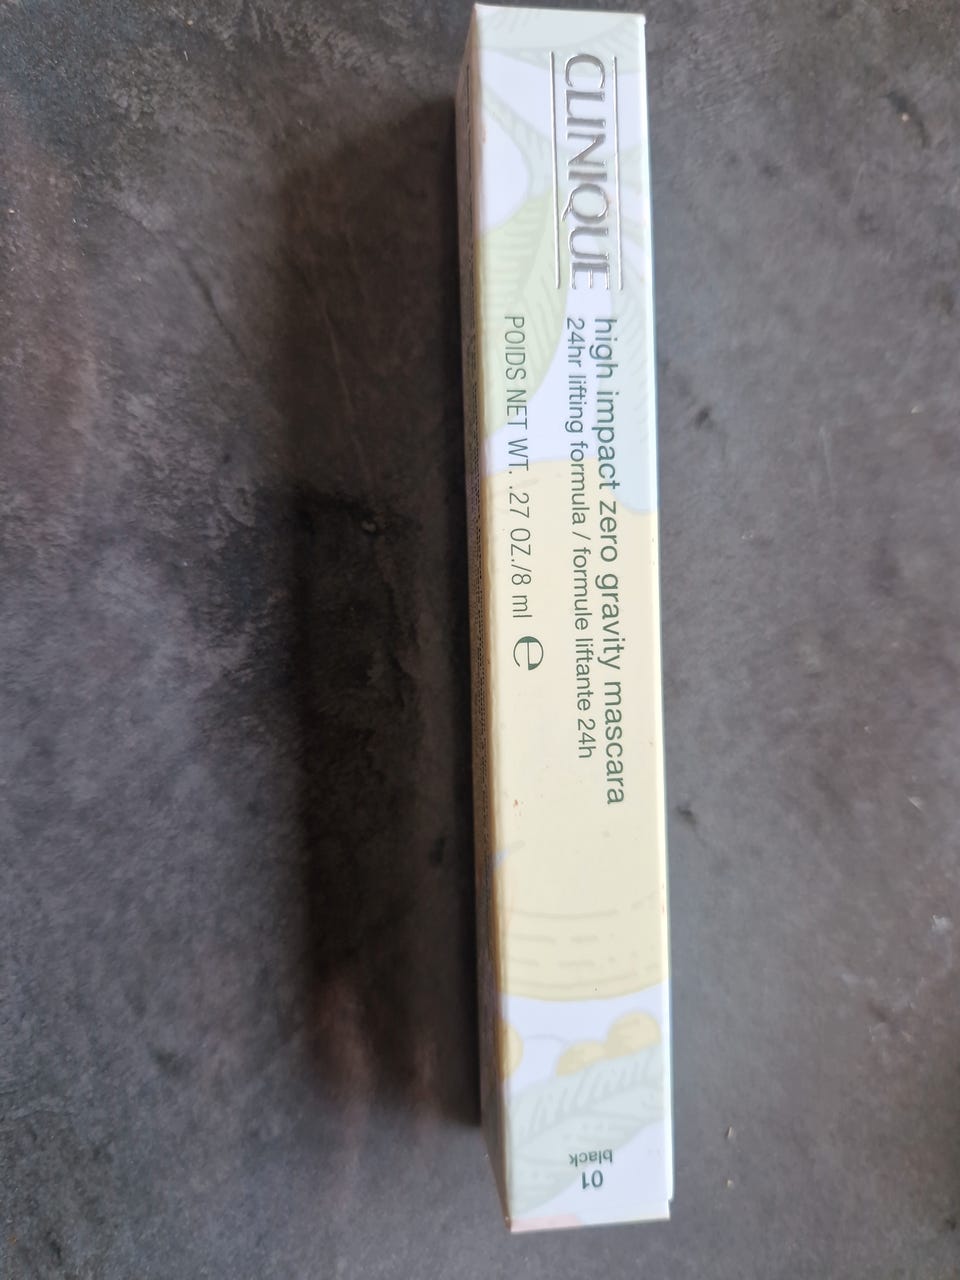 CLINIQUE
high impact zero gravity mascara
24hr lifting formula / formule liftante 24h
POIDS NET WT. .27 OZ./8 ml e
01
black